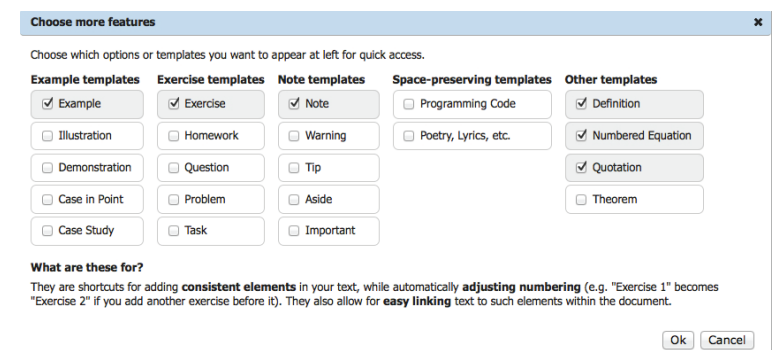 Choose more features
Choose which options or templates you want to appear at left for quick access.
Example templates Exercise templates Note templates Space-preserving templates Other templates
Example Exercise Note Programming Code Definition
Illustration Homework Warning Poetry, Lyrics, etc. Numbered Equation
Demonstration Question Tip Quotation
Case in Point Problem Aside Theorem
Case Study Task Important
What are these for?
They are shortcuts for adding consistent elements in your text, while automatically adjusting numbering (e.g. "Exercise 1" becomes
"Exercise 2" if you add another exercise before it). They also allow for easy linking text to such elements within the document.
Ok Cancel